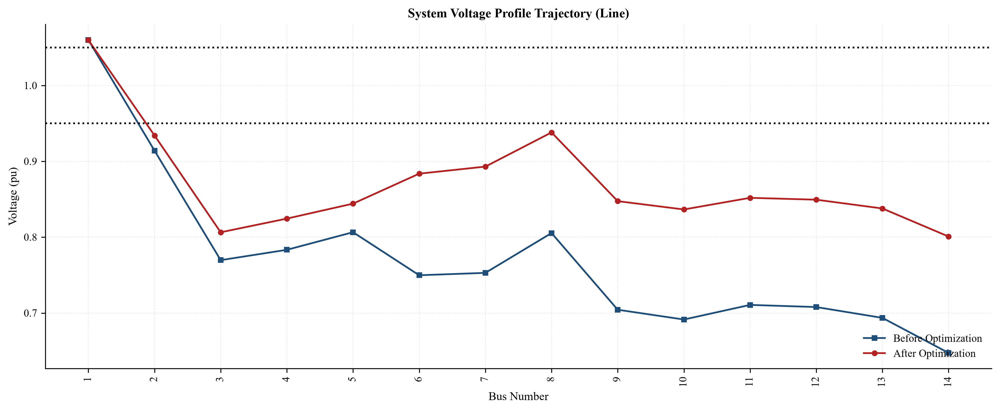 System Voltage Profile Trajectory (Line)
Voltage (pu)
1.0
0.9
0.8
0.7
1 2 3 4 5 6 7 8 9 10 11 12 13 14
Bus Number
Before Optimization
After Optimization